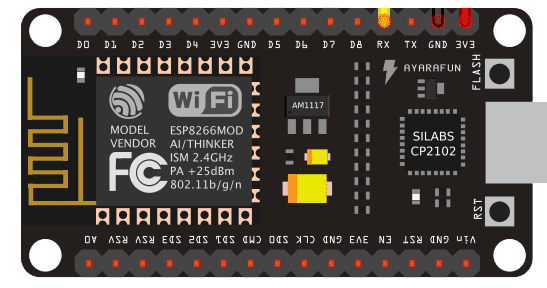 D0 D1 D2 D3 D4 3V3 GND D5 D6 D7 D8 RX TX GND 3V3
AYARAFUN
FLASH
WiFi
AM1117
MODEL
VENDOR
ESP8266MOD
AI/THINKER
ISM 2.4GHz
PA +25dBm
802.11b/g/n
FC
SILABS
CP2102
RST
A0 RSV RSV SD3 SD2 SD1 CMD SD0 CLK GND 3V3 EN RST GND Vin